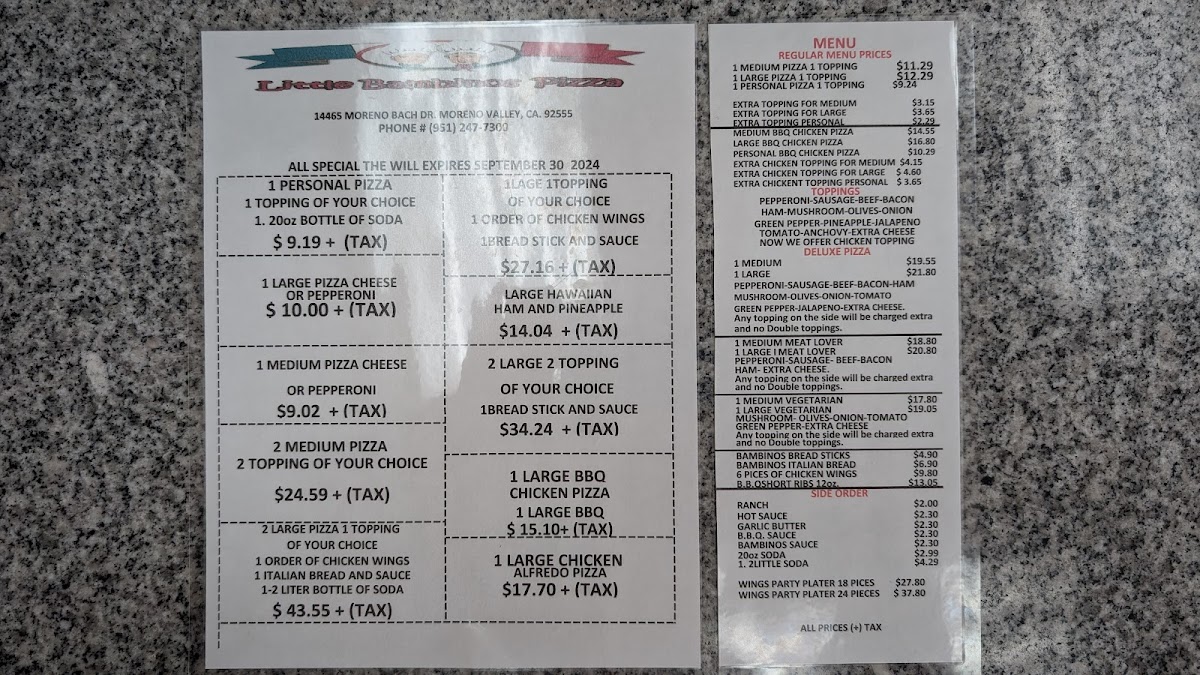 Little Bambinos Pizza
14465 MORENO BACH DR. MORENO VALLEY, CA. 92555
PHONE # (951) 247-7300
ALL SPECIAL THE WILL EXPIRES SEPTEMBER 30 2024
1 PERSONAL PIZZA
1 TOPPING OF YOUR CHOICE
1. 20oz BOTTLE OF SODA
$ 9.19 + (TAX)
1 LARGE PIZZA CHEESE
OR PEPPERONI
$ 10.00 + (TAX)
1 MEDIUM PIZZA CHEESE
OR PEPPERONI
$9.02 + (TAX)
2 MEDIUM PIZZA
2 TOPPING OF YOUR CHOICE
$24.59 + (TAX)
2 LARGE PIZZA 1 TOPPING
OF YOUR CHOICE
1 ORDER OF CHICKEN WINGS
1 ITALIAN BREAD AND SAUCE
1-2 LITER BOTTLE OF SODA
$ 43.55 + (TAX)
1LAGE 1TOPPING
OF YOUR CHOICE
1 ORDER OF CHICKEN WINGS
1BREAD STICK AND SAUCE
$27.16 + (TAX)
LARGE HAWAIIAN
HAM AND PINEAPPLE
$14.04 + (TAX)
2 LARGE 2 TOPPING
OF YOUR CHOICE
1BREAD STICK AND SAUCE
$34.24 + (TAX)
1 LARGE BBQ
CHICKEN PIZZA
1 LARGE BBQ
$ 15.10+ (TAX)
1 LARGE CHICKEN
ALFREDO PIZZA
$17.70 + (TAX)
MENU
REGULAR MENU PRICES
1 MEDIUM PIZZA 1 TOPPING $11.29
1 LARGE PIZZA 1 TOPPING $12.29
1 PERSONAL PIZZA 1 TOPPING $9.24
EXTRA TOPPING FOR MEDIUM $3.15
EXTRA TOPPING FOR LARGE $3.65
EXTRA TOPPING PERSONAL $2.29
MEDIUM BBQ CHICKEN PIZZA $14.55
LARGE BBQ CHICKEN PIZZA $16.80
PERSONAL BBQ CHICKEN PIZZA $10.29
EXTRA CHICKEN TOPPING FOR MEDIUM $4.15
EXTRA CHICKEN TOPPING FOR LARGE $ 4.60
EXTRA CHICKENT TOPPING PERSONAL $ 3.65
TOPPINGS
PEPPERONI-SAUSAGE-BEEF-BACON
HAM-MUSHROOM-OLIVES-ONION
GREEN PEPPER-PINEAPPLE-JALAPENO
TOMATO-ANCHOVY-EXTRA CHEESE
NOW WE OFFER CHICKEN TOPPING
DELUXE PIZZA
1 MEDIUM $19.55
1 LARGE $21.80
PEPPERONI-SAUSAGE-BEEF-BACON-HAM
MUSHROOM-OLIVES-ONION-TOMATO
GREEN PEPPER-JALAPENO-EXTRA CHEESE.
Any topping on the side will be charged extra
and no Double toppings.
1 MEDIUM MEAT LOVER $18.80
1 LARGE I MEAT LOVER $20.80
PEPPERONI-SAUSAGE- BEEF-BACON
HAM- EXTRA CHEESE.
Any topping on the side will be charged extra
and no Double toppings.
1 MEDIUM VEGETARIAN $17.80
1 LARGE VEGETARIAN $19.05
MUSHROOM- OLIVES-ONION-TOMATO
GREEN PEPPER-EXTRA CHEESE
Any topping on the side will be charged extra
and no Double toppings.
BAMBINOS BREAD STICKS $4.90
BAMBINOS ITALIAN BREAD $6.90
6 PICES OF CHICKEN WINGS $9.80
B.B.QSHORT RIBS 12oz. $13.05
SIDE ORDER
RANCH $2.00
HOT SAUCE $2.30
GARLIC BUTTER $2.30
B.B.Q. SAUCE $2.30
BAMBINOS SAUCE $2.30
20oz SODA $2.99
1. 2LITTLE SODA $4.29
WINGS PARTY PLATER 18 PICES $27.80
WINGS PARTY PLATER 24 PIECES $ 37.80
ALL PRICES (+) TAX